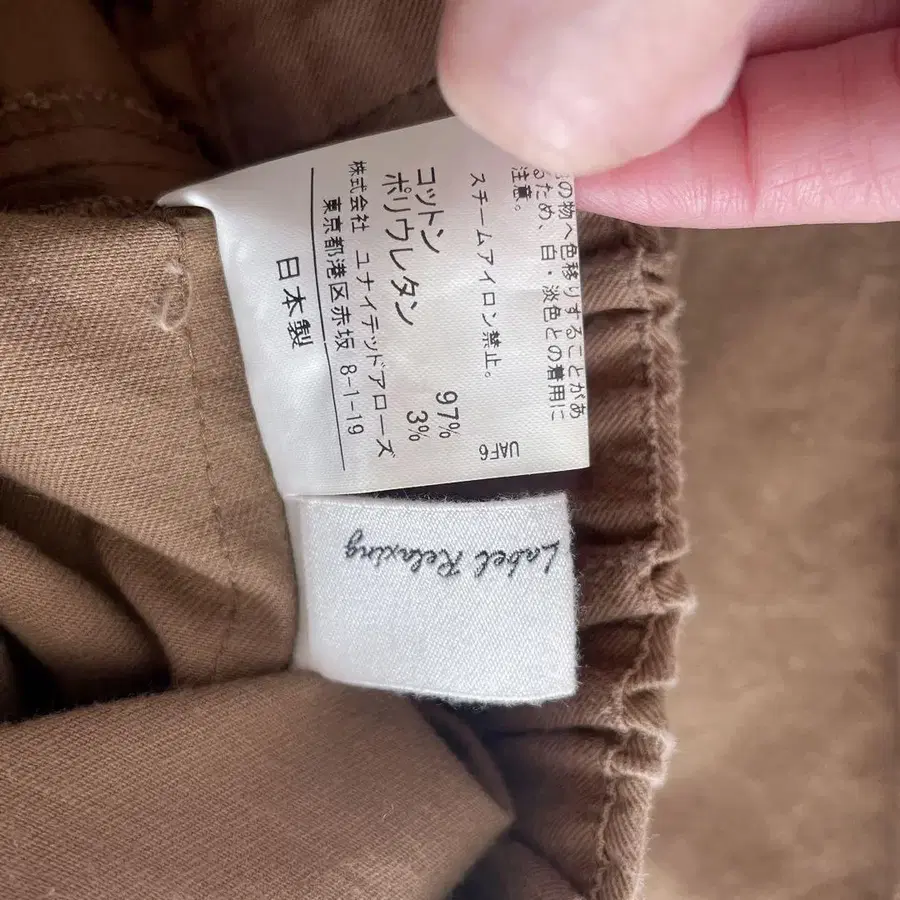 の物へ色移りすることがあ
るため、白・淡色との着用に
注意。
スチームアイロン禁止。
UAF6
コットン 97%
ポリウレタン 3%
株式会社 ユナイテッドアローズ
東京都港区赤坂 8-1-19
日本製
Label Relaxing